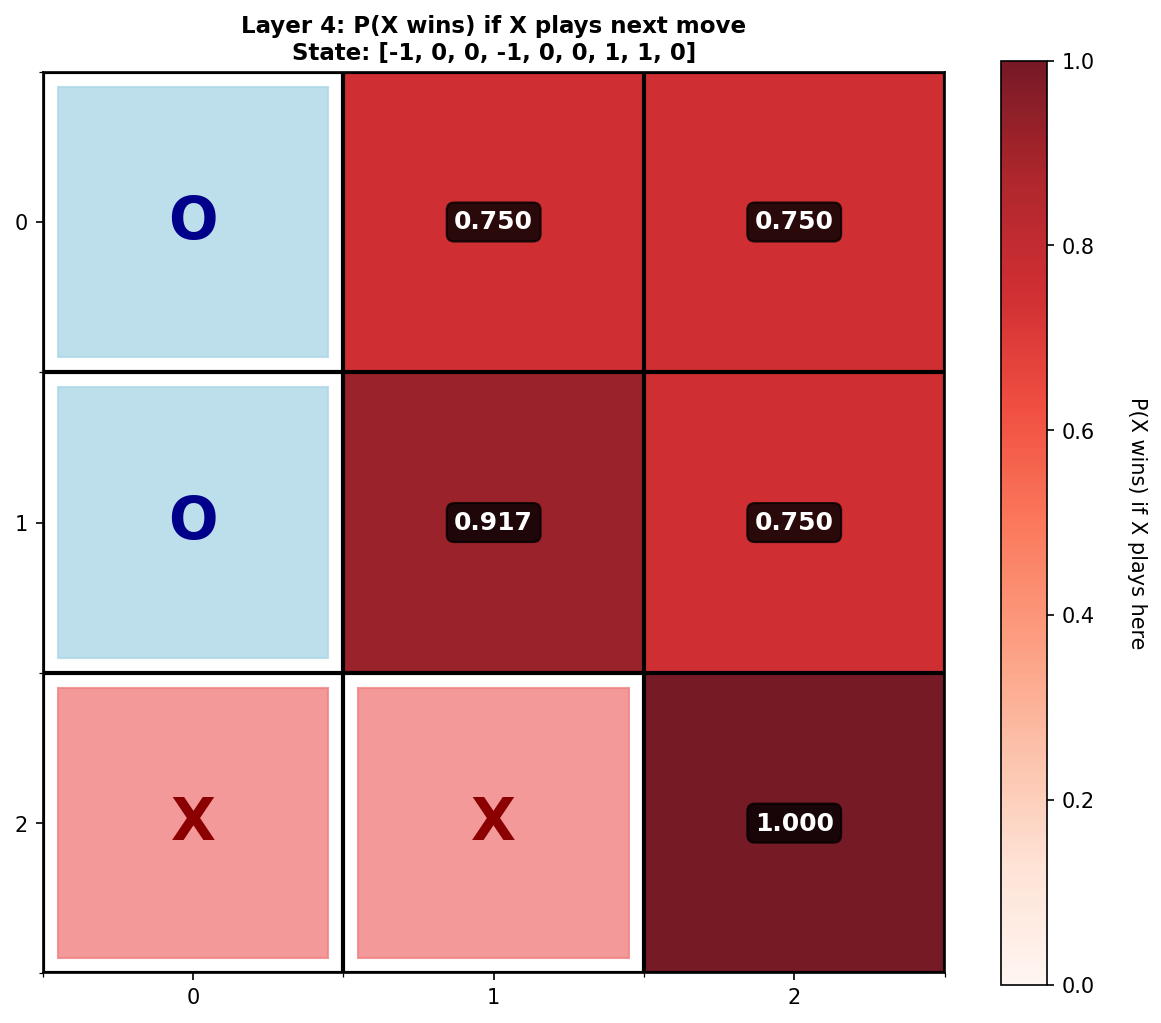 Layer 4: P(X wins) if X plays next move
State: [-1, 0, 0, -1, 0, 0, 1, 1, 0]
0
O
0.750
0.750
1
O
0.917
0.750
2
X
X
1.000
0
1
2
1.0
0.8
0.6
0.4
0.2
0.0
P(X wins) if X plays here